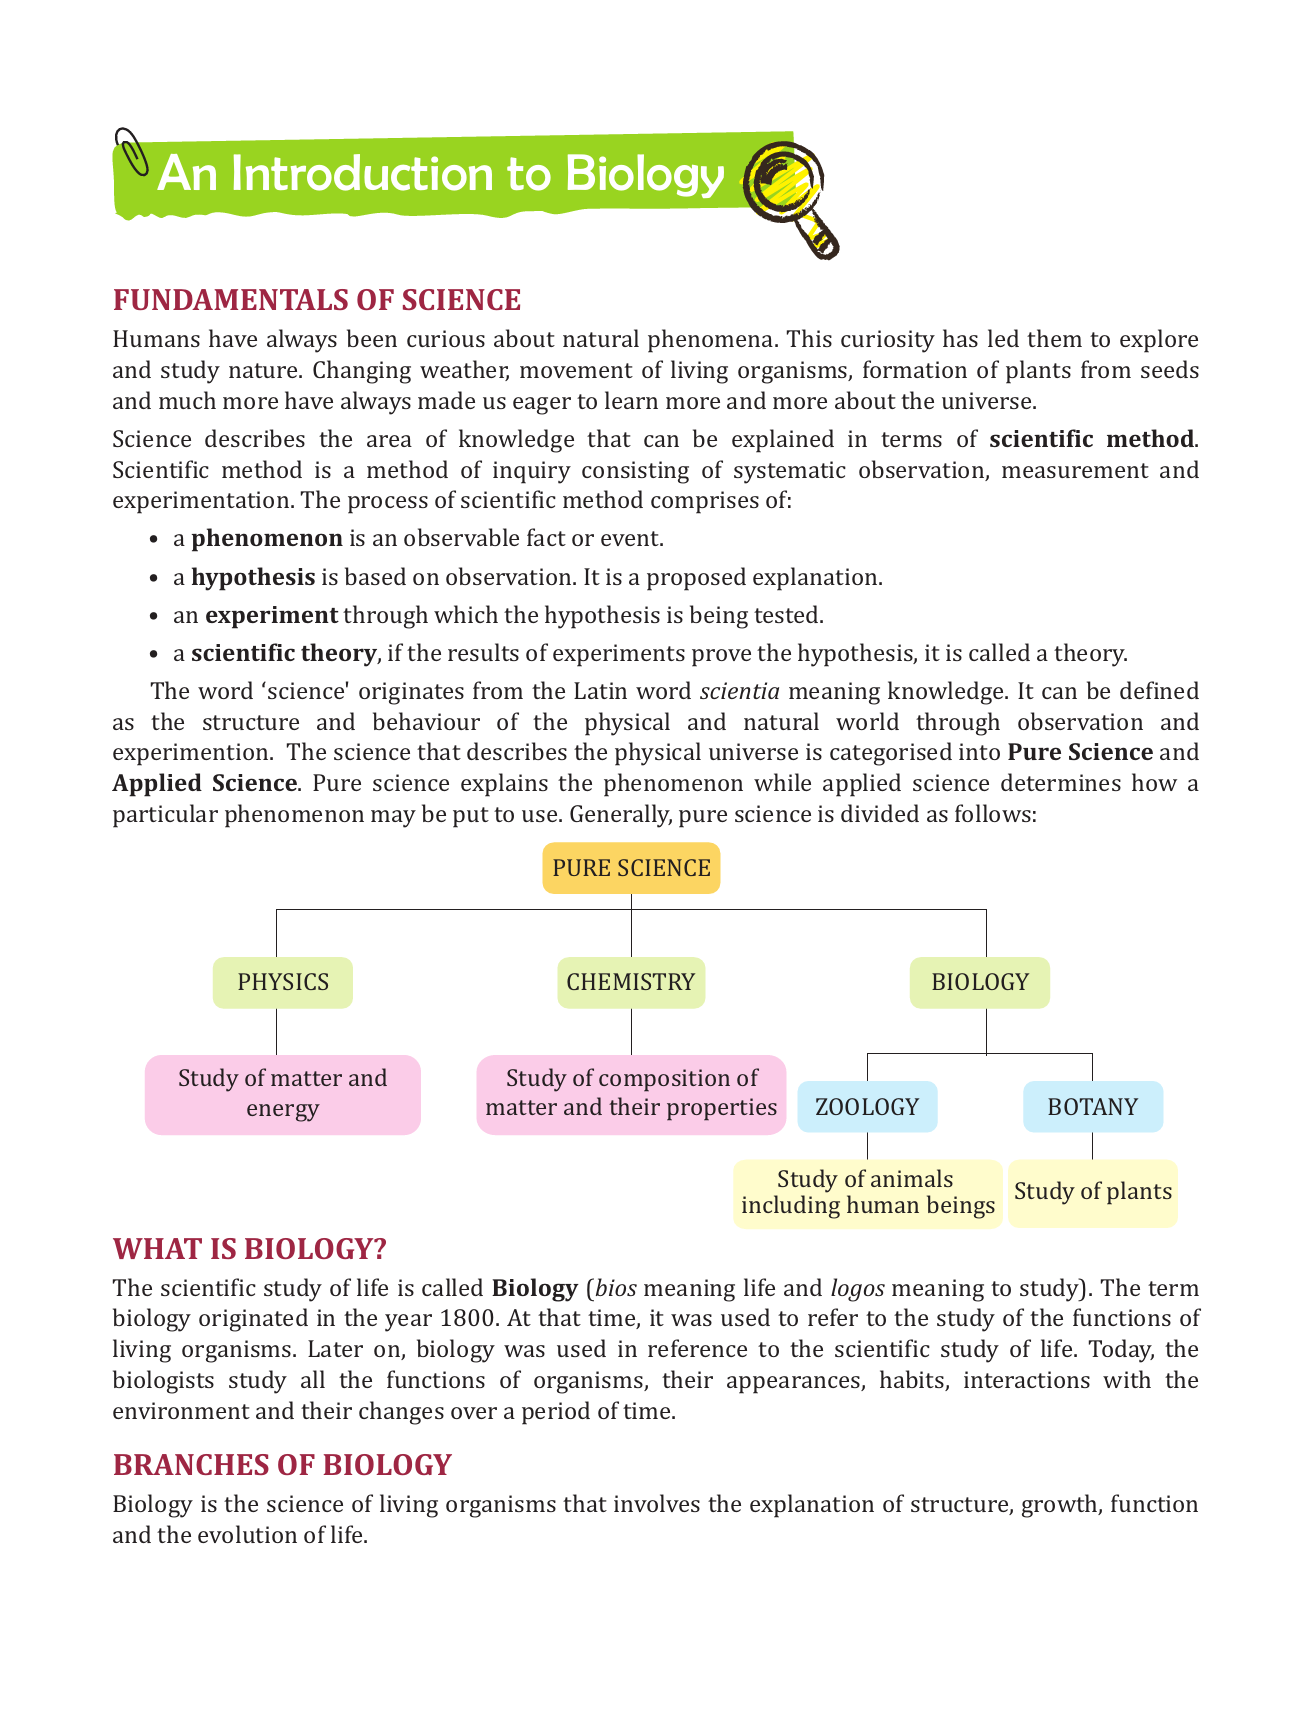 An Introduction to Biology
FUNDAMENTALS OF SCIENCE
Humans have always been curious about natural phenomena. This curiosity has led them to explore
and study nature. Changing weather, movement of living organisms, formation of plants from seeds
and much more have always made us eager to learn more and more about the universe.
Science describes the area of knowledge that can be explained in terms of scientific method.
Scientific method is a method of inquiry consisting of systematic observation, measurement and
experimentation. The process of scientific method comprises of:
• a phenomenon is an observable fact or event.
• a hypothesis is based on observation. It is a proposed explanation.
• an experiment through which the hypothesis is being tested.
• a scientific theory, if the results of experiments prove the hypothesis, it is called a theory.
The word ‘science' originates from the Latin word scientia meaning knowledge. It can be defined
as the structure and behaviour of the physical and natural world through observation and
experimention. The science that describes the physical universe is categorised into Pure Science and
Applied Science. Pure science explains the phenomenon while applied science determines how a
particular phenomenon may be put to use. Generally, pure science is divided as follows:
PURE SCIENCE
PHYSICS
CHEMISTRY
BIOLOGY
Study of matter and
energy
Study of composition of
matter and their properties
ZOOLOGY
BOTANY
Study of animals
including human beings
Study of plants
WHAT IS BIOLOGY?
The scientific study of life is called Biology (bios meaning life and logos meaning to study). The term
biology originated in the year 1800. At that time, it was used to refer to the study of the functions of
living organisms. Later on, biology was used in reference to the scientific study of life. Today, the
biologists study all the functions of organisms, their appearances, habits, interactions with the
environment and their changes over a period of time.
BRANCHES OF BIOLOGY
Biology is the science of living organisms that involves the explanation of structure, growth, function
and the evolution of life.